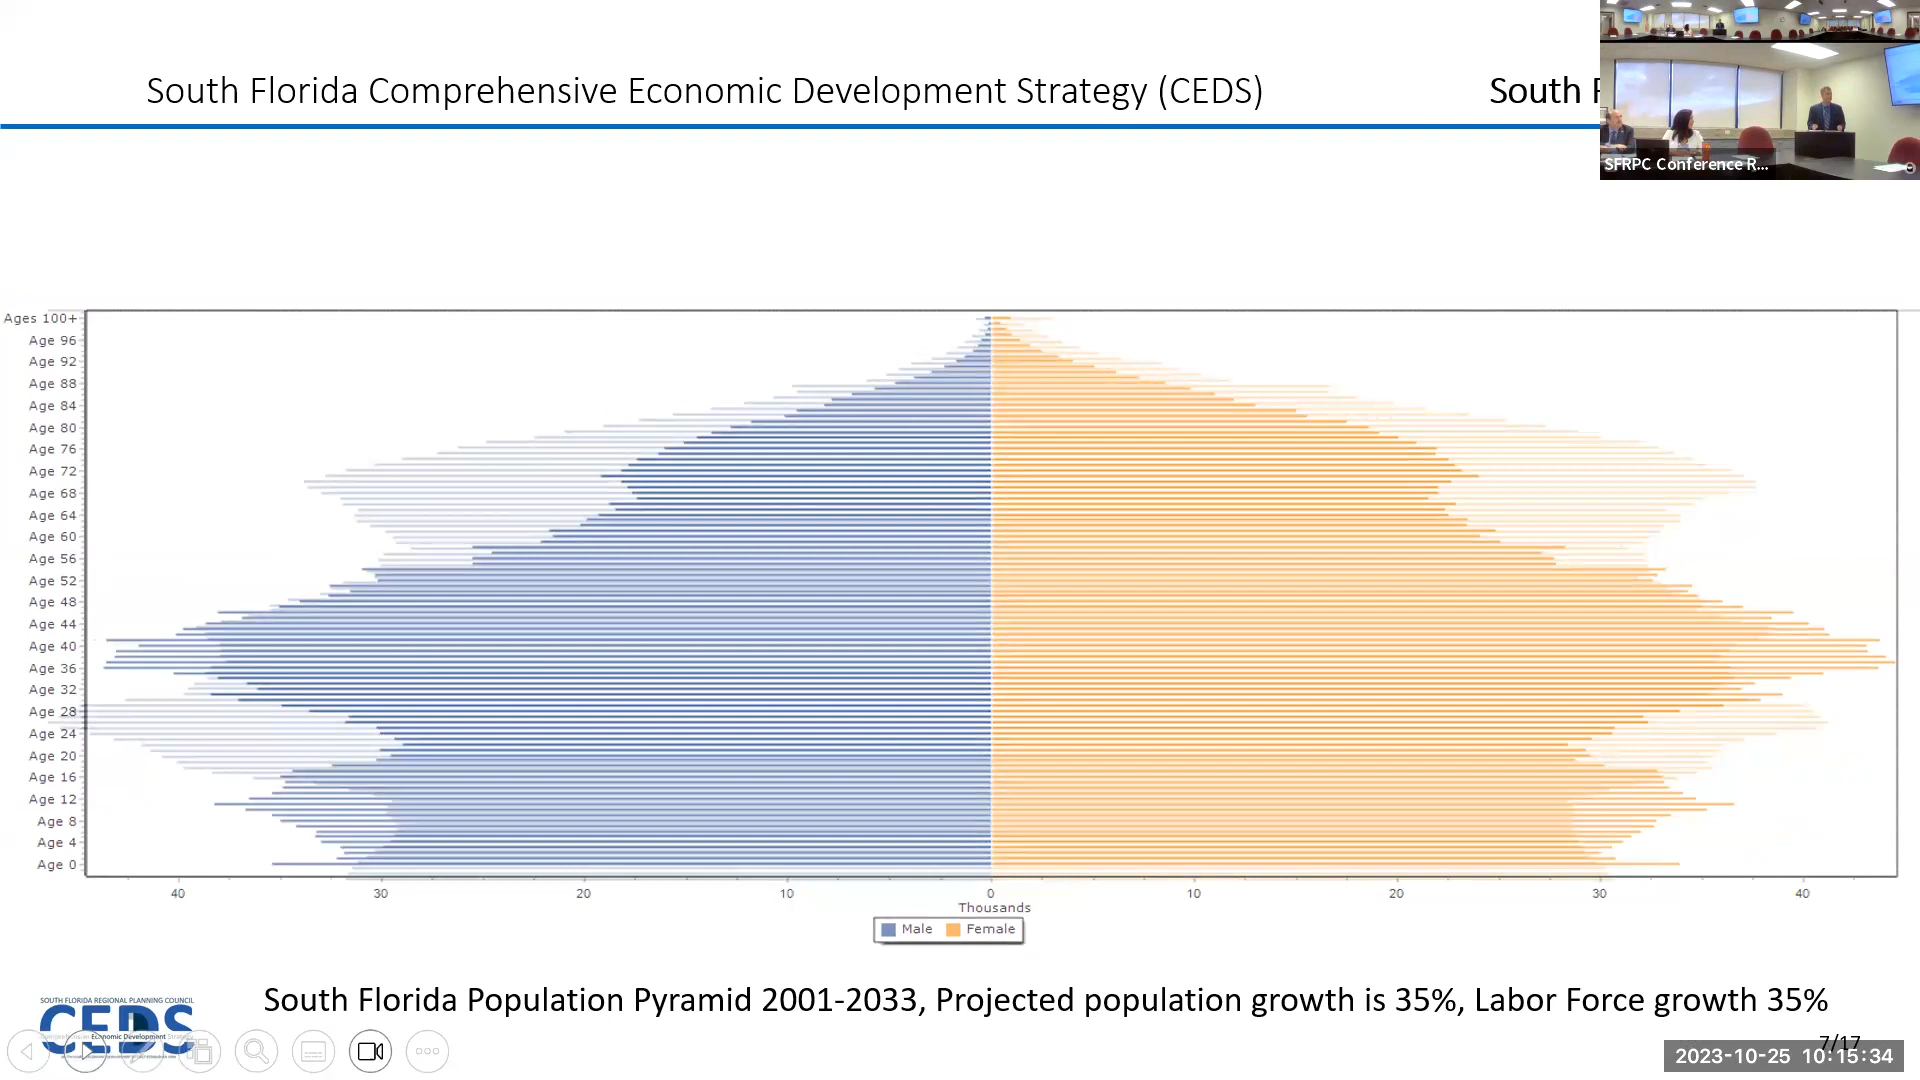 South Florida Comprehensive Economic Development Strategy (CEDS)
South
SFRPC Conference R...
Ages 100+
Age 96
Age 92
Age 88
Age 84
Age 80
Age 76
Age 72
Age 68
Age 64
Age 60
Age 56
Age 52
Age 48
Age 44
Age 40
Age 36
Age 32
Age 28
Age 24
Age 20
Age 16
Age 12
Age 8
Age 4
Age 0
40 30 20 10 0 10 20 30 40
Thousands
Male Female
South Florida Population Pyramid 2001-2033, Projected population growth is 35%, Labor Force growth 35%
SOUTH FLORIDA REGIONAL PLANNING COUNCIL
CEDS
Economic Development Strategy
7/17
2023-10-25 10:15:34